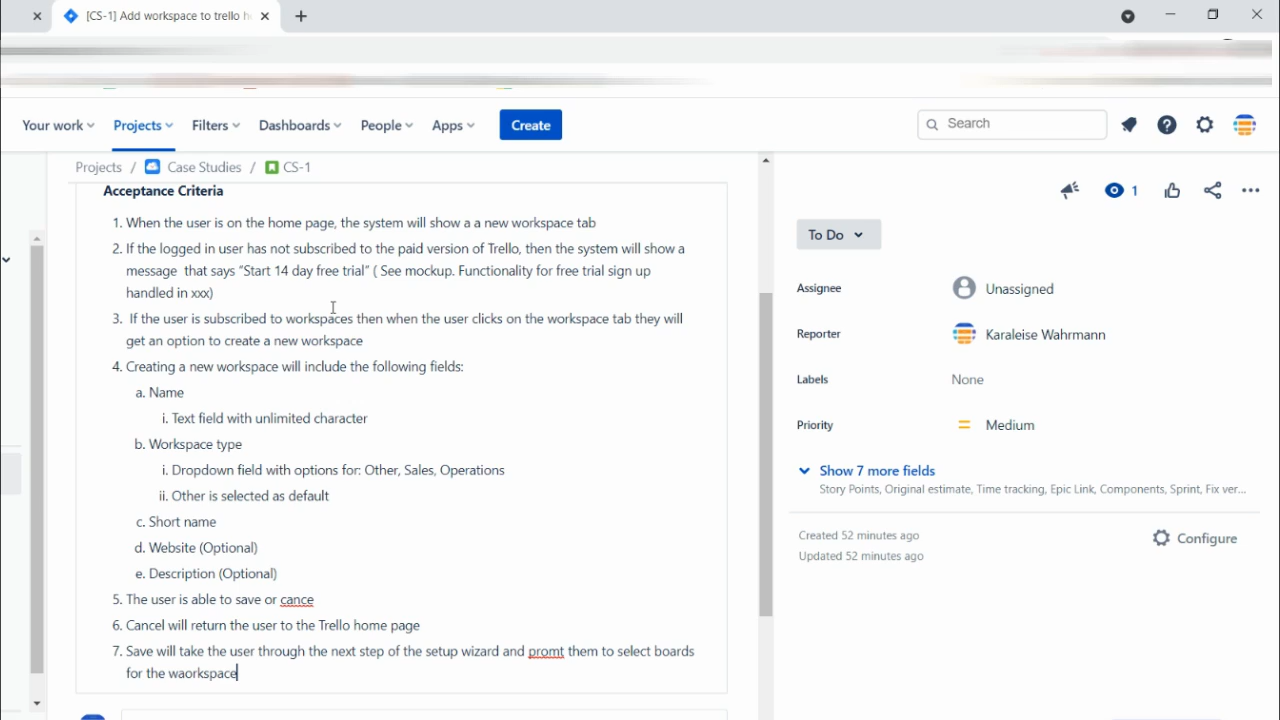 [CS-1] Add workspace to trello h
Your work Projects Filters Dashboards People Apps Create Search
Projects / Case Studies / CS-1
Acceptance Criteria
1. When the user is on the home page, the system will show a a new workspace tab
2. If the logged in user has not subscribed to the paid version of Trello, then the system will show a
message that says "Start 14 day free trial" ( See mockup. Functionality for free trial sign up
handled in xxx)
3. If the user is subscribed to workspaces then when the user clicks on the workspace tab they will
get an option to create a new workspace
4. Creating a new workspace will include the following fields:
a. Name
i. Text field with unlimited character
b. Workspace type
i. Dropdown field with options for: Other, Sales, Operations
ii. Other is selected as default
c. Short name
d. Website (Optional)
e. Description (Optional)
5. The user is able to save or cance
6. Cancel will return the user to the Trello home page
7. Save will take the user through the next step of the setup wizard and promt them to select boards
for the waorkspace
1
To Do
Assignee Unassigned
Reporter Karaleise Wahrmann
Labels None
Priority Medium
Show 7 more fields
Story Points, Original estimate, Time tracking, Epic Link, Components, Sprint, Fix ver...
Created 52 minutes ago
Updated 52 minutes ago
Configure